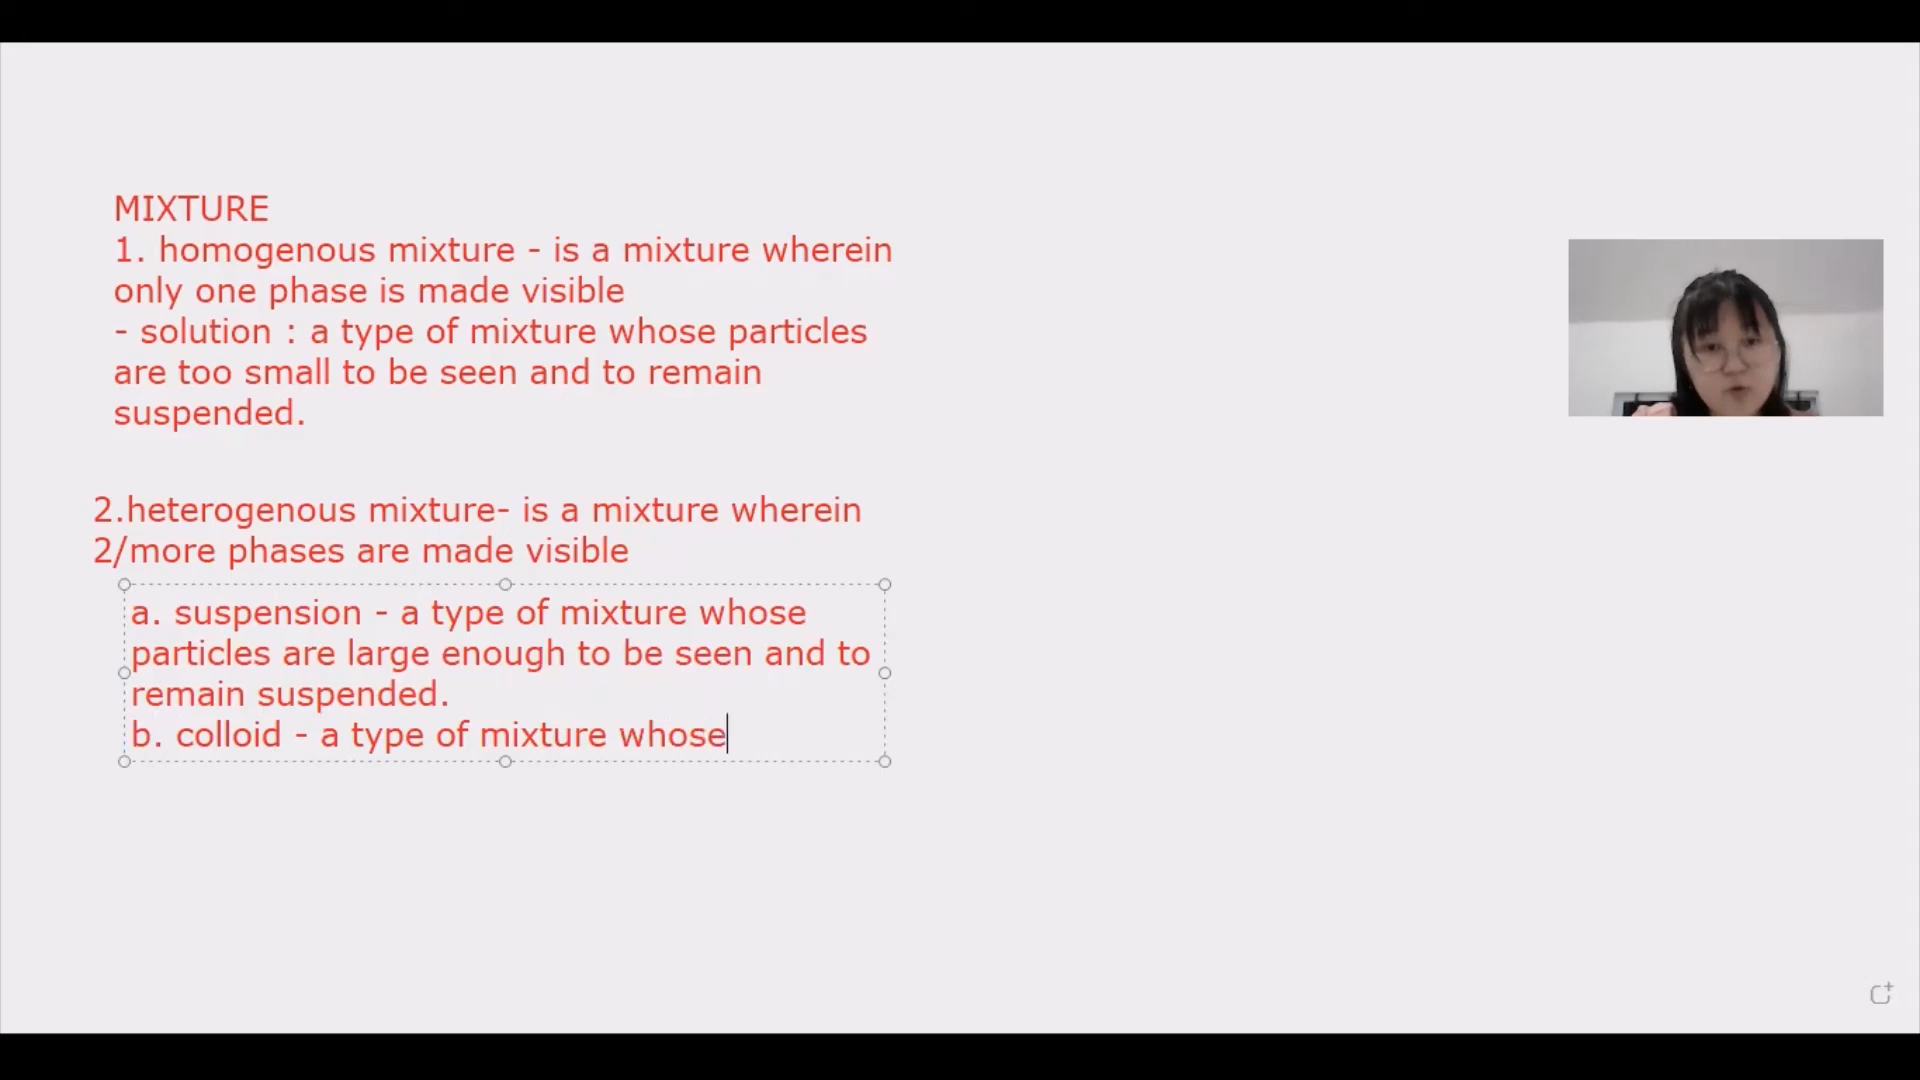 MIXTURE
1. homogenous mixture - is a mixture wherein
only one phase is made visible
- solution : a type of mixture whose particles
are too small to be seen and to remain
suspended.
2.heterogenous mixture- is a mixture wherein
2/more phases are made visible
a. suspension - a type of mixture whose
particles are large enough to be seen and to
remain suspended.
b. colloid - a type of mixture whose